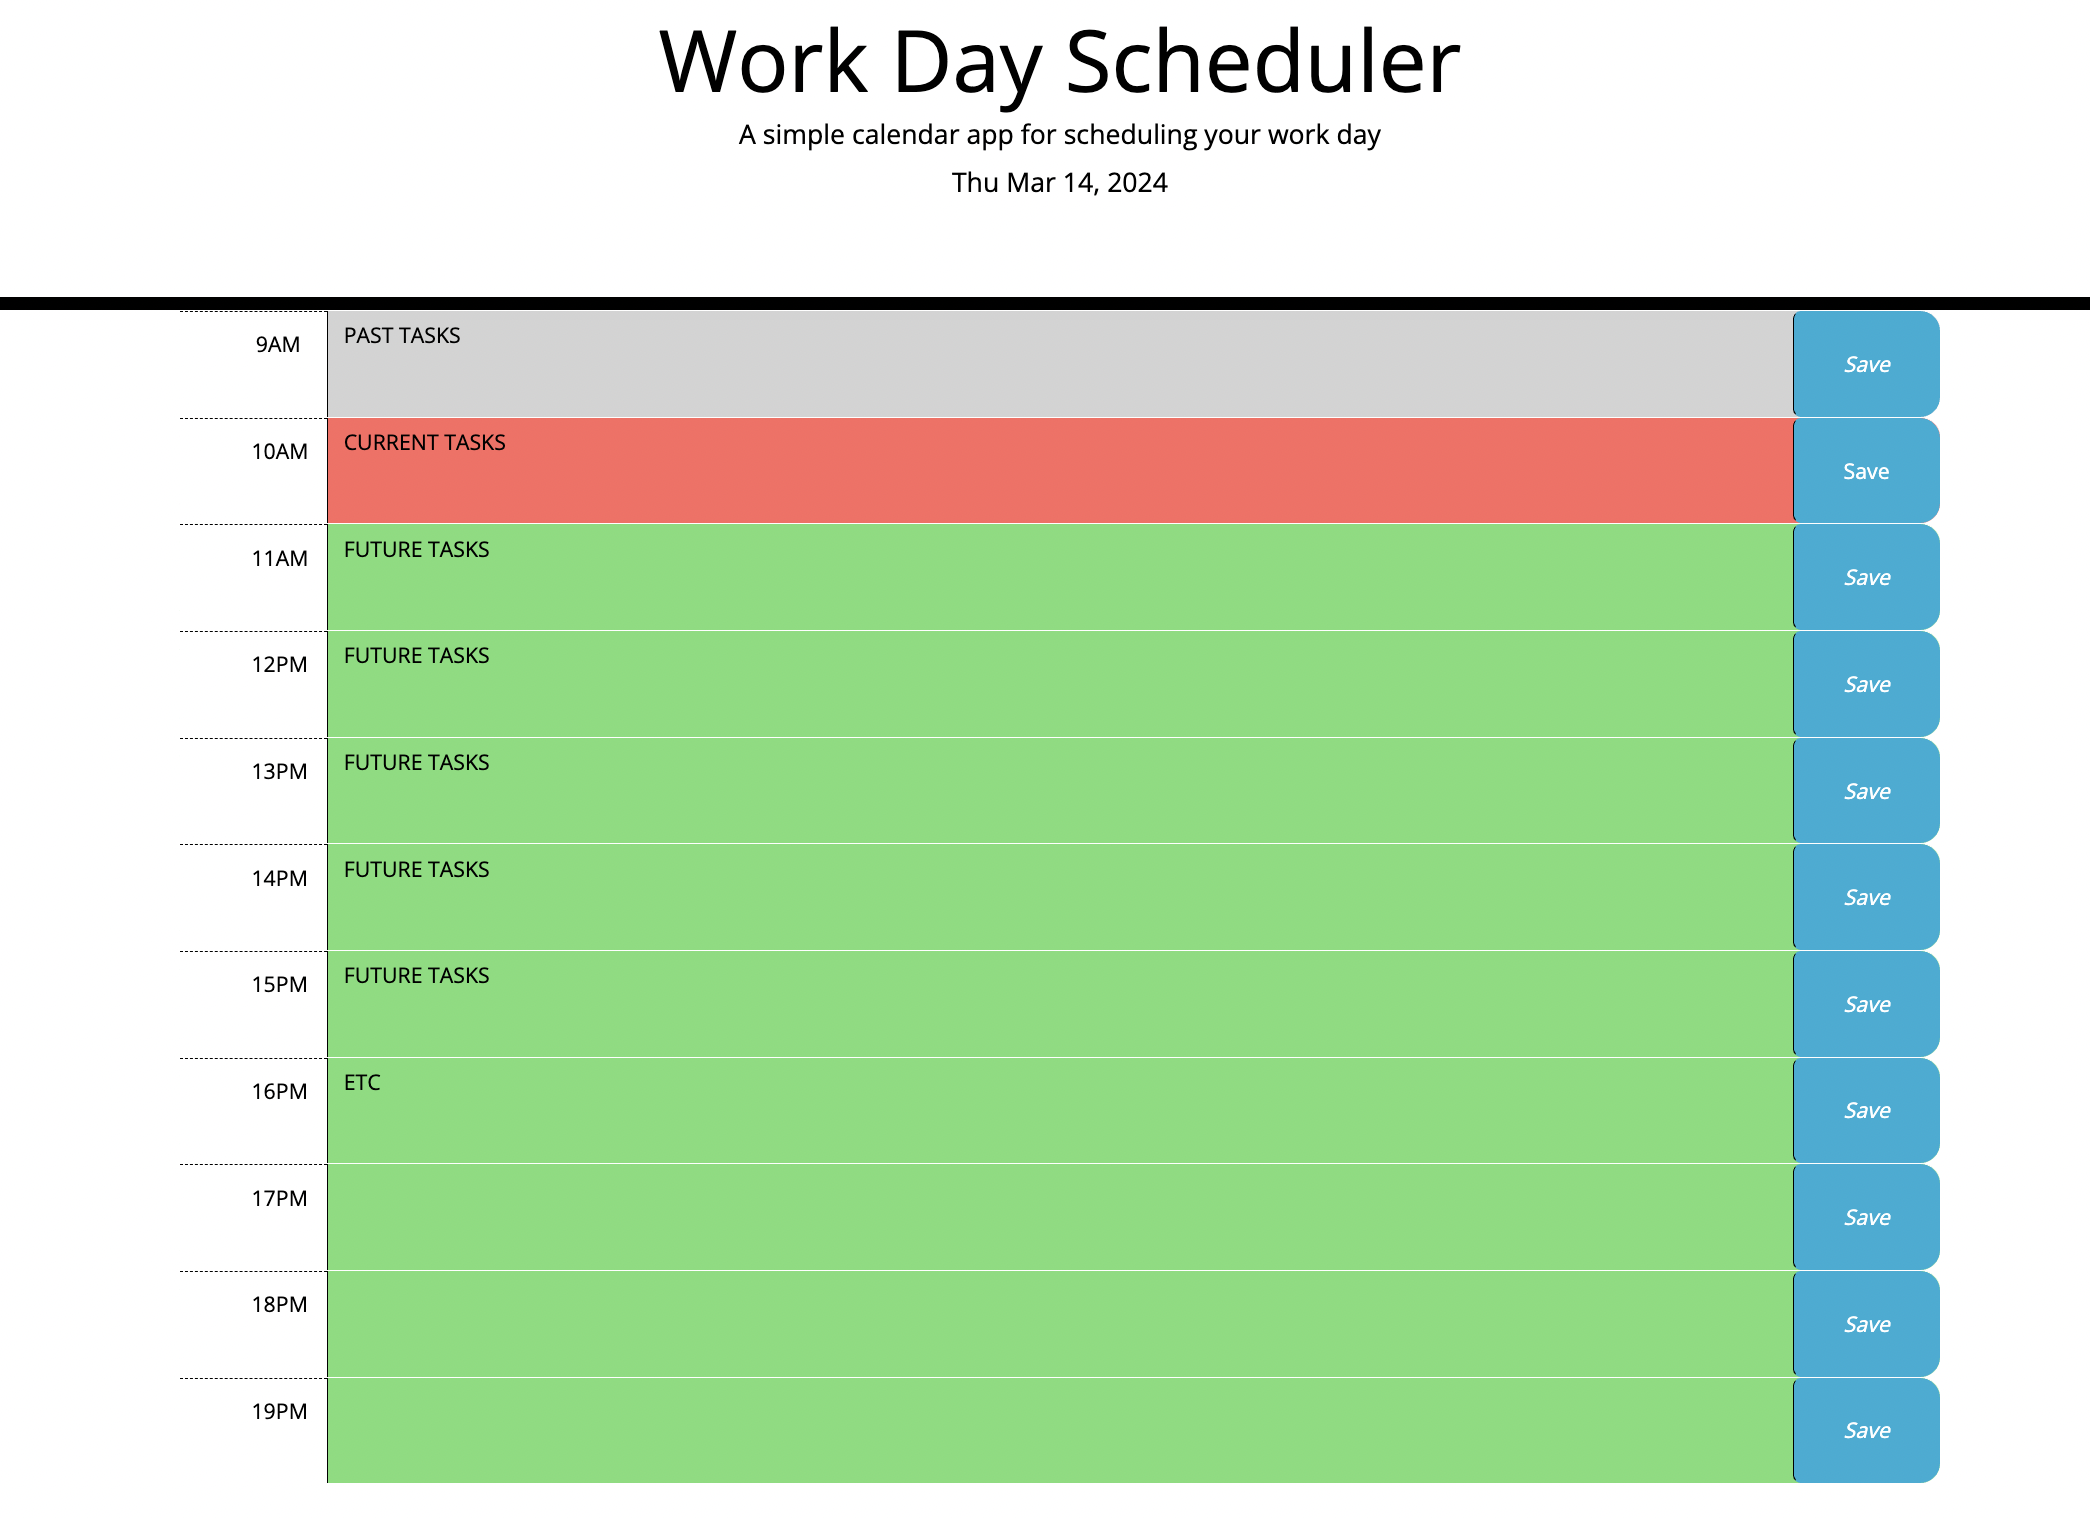 Work Day Scheduler
A simple calendar app for scheduling your work day
Thu Mar 14, 2024
9AM PAST TASKS Save
10AM CURRENT TASKS Save
11AM FUTURE TASKS Save
12PM FUTURE TASKS Save
13PM FUTURE TASKS Save
14PM FUTURE TASKS Save
15PM FUTURE TASKS Save
16PM ETC Save
17PM Save
18PM Save
19PM Save